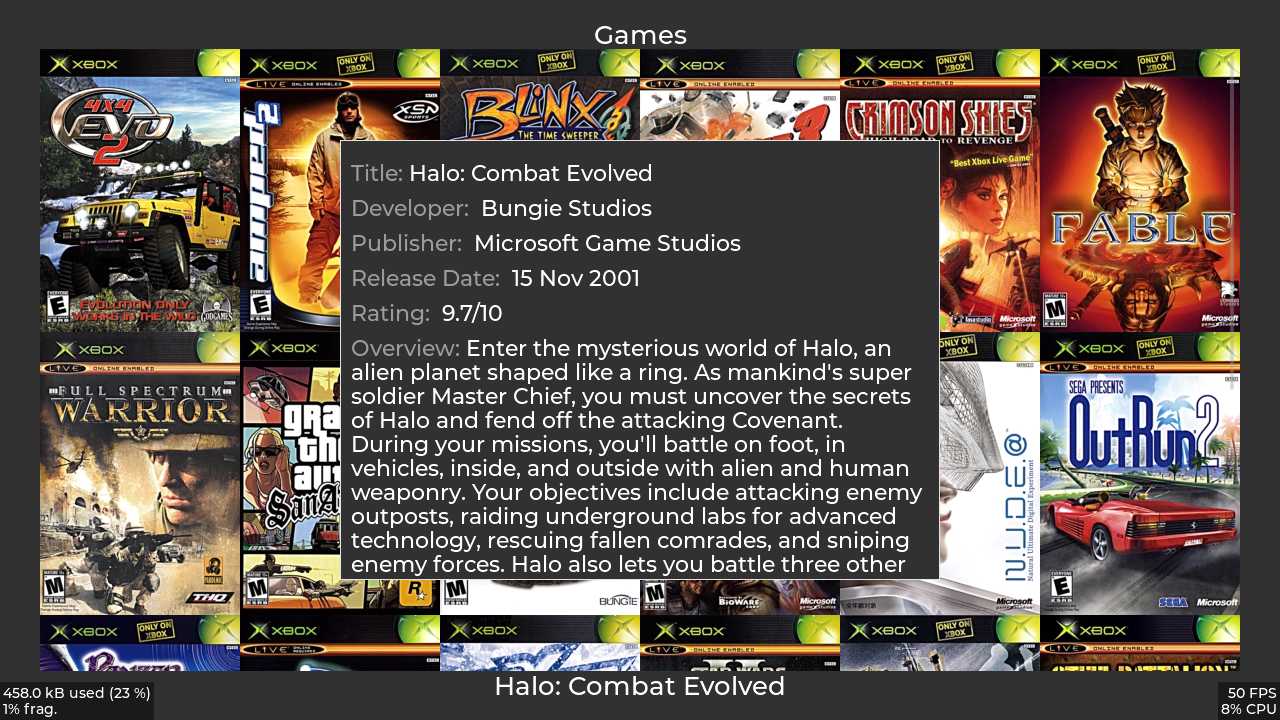 Games
XBOX
XBOX
ONLY ON XBOX
XBOX
ONLY ON XBOX
XBOX
XBOX
ONLY ON XBOX
XBOX
ONLY ON XBOX
LIVE ONLINE ENABLED
LIVE ONLINE ENABLED
LIVE ONLINE ENABLED
4X4
EVO
2
XSN SPORTS
BLINX
THE TIME SWEEPER
3
CRIMSON SKIES
HIGH ROAD TO REVENGE
"Best Xbox Live Game"
FABLE
EVOLUTION ONLY
WORKS IN THE WILD
GODGAMES
Microsoft
Title: Halo: Combat Evolved
Developer: Bungie Studios
Publisher: Microsoft Game Studios
Release Date: 15 Nov 2001
Rating: 9.7/10
Overview: Enter the mysterious world of Halo, an
alien planet shaped like a ring. As mankind's super
soldier Master Chief, you must uncover the secrets
of Halo and fend off the attacking Covenant.
During your missions, you'll battle on foot, in
vehicles, inside, and outside with alien and human
weaponry. Your objectives include attacking enemy
outposts, raiding underground labs for advanced
technology, rescuing fallen comrades, and sniping
enemy forces. Halo also lets you battle three other
XBOX
XBOX
ONLY ON XBOX
XBOX
ONLY ON XBOX
LIVE ONLINE ENABLED
LIVE ONLINE ENABLED
FULL SPECTRUM
WARRIOR
PANDEMIC
THQ
gra
th
au
San A
R
BUNGIE
BIOWARE
Microsoft
N.U.D.E.@
Natural Ultimate Digital Experiment
Microsoft
SEGA PRESENTS
OutRun2
SEGA
Microsoft
XBOX
ONLY ON XBOX
XBOX
XBOX
XBOX
XBOX
ONLY ON XBOX
XBOX
LIVE ONLINE REQUIRED
LIVE ONLINE ENABLED
LIVE ONLINE ENABLED
Halo: Combat Evolved
458.0 kB used (23 %)
1% frag.
50 FPS
8% CPU